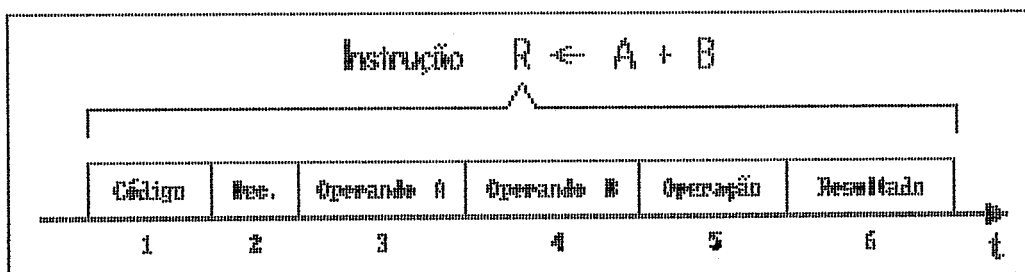 Instrução R ← A + B
Código Dec. Operando A Operando B Operação Resultado
1 2 3 4 5 6 t